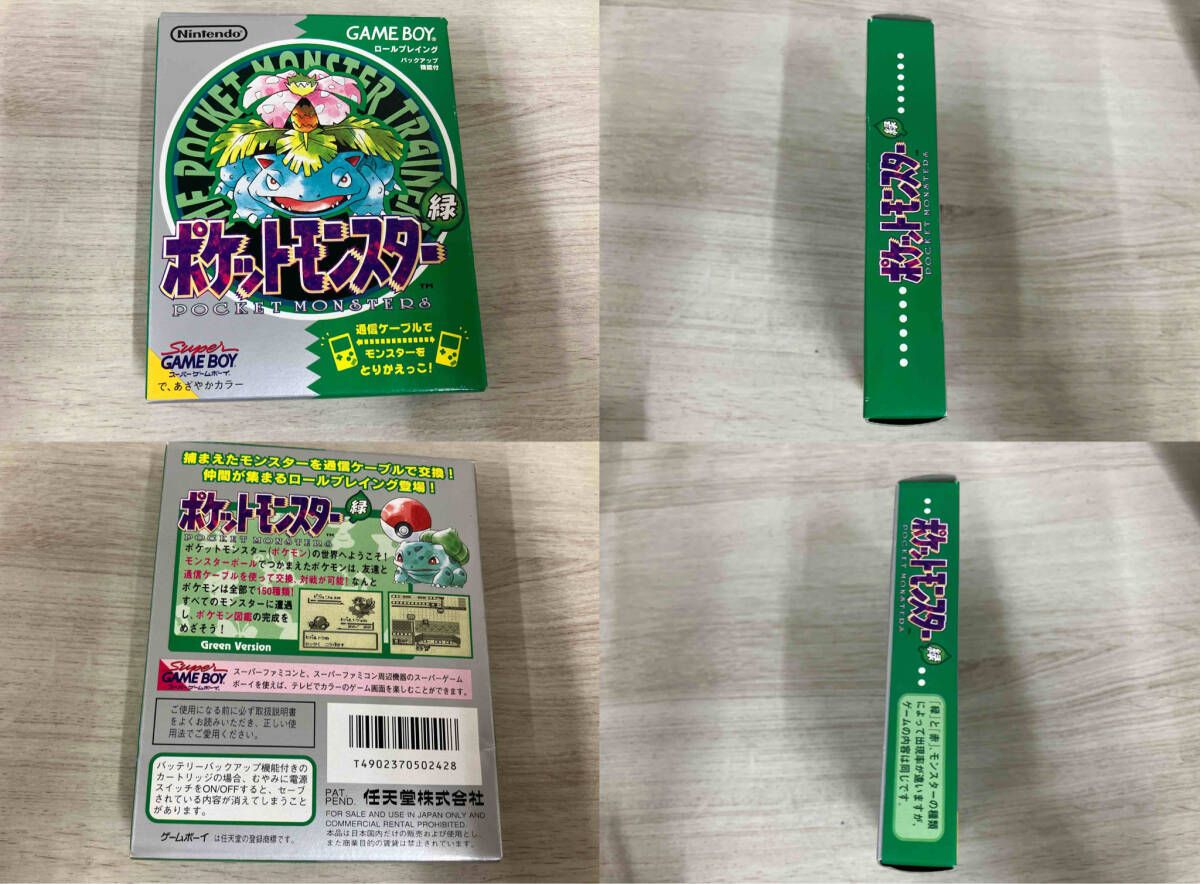 Nintendo
GAME BOY
ロールプレイング
バックアップ
機能付
THE POCKET MONSTER TRAINER
緑
ポケットモンスター
TM
POCKET MONSTERS
通信ケーブルで
モンスターを
とりかえっこ!
Super
GAME BOY
スーパーゲームボーイ
で、あざやかカラー
緑
ポケットモンスター
POCKET MONSTERS
捕まえたモンスターを通信ケーブルで交換!
仲間が集まるロールプレイング登場!
ポケットモンスター
緑
TM
POCKET MONSTERS
ポケットモンスター(ポケモン)の世界へようこそ!
モンスターボールでつかまえたポケモンは、友達と
通信ケーブルを使って交換、対戦が可能!なんと
ポケモンは全部で150種類!
すべてのモンスターに遭遇
し、ポケモン図鑑の完成を
めざそう!
Green Version
Super
GAME BOY
スーパーゲームボーイ
スーパーファミコンと、スーパーファミコン周辺機器のスーパーゲーム
ボーイを使えば、テレビでカラーのゲーム画面を楽しむことができます。
ご使用になる前に必ず取扱説明書
をよくお読みいただき、正しい使
用法でご愛用ください。
T4902370502428
バッテリーバックアップ機能付きの
カートリッジの場合、むやみに電源
スイッチをON/OFFすると、セーブ
されている内容が消えてしまうこと
があります。
PAT.
PEND.
任天堂株式会社
FOR SALE AND USE IN JAPAN ONLY AND
COMMERCIAL RENTAL PROHIBITED.
本品は日本国内だけの販売および使用とし、
また商業目的の賃貸は禁止されています。
ゲームボーイ は任天堂の登録商標です。
ポケットモンスター
POCKET MONSTERS
緑
「緑」と「赤」、モンスターの種類
によって出現率が違いますが、
ゲームの内容は同じです。